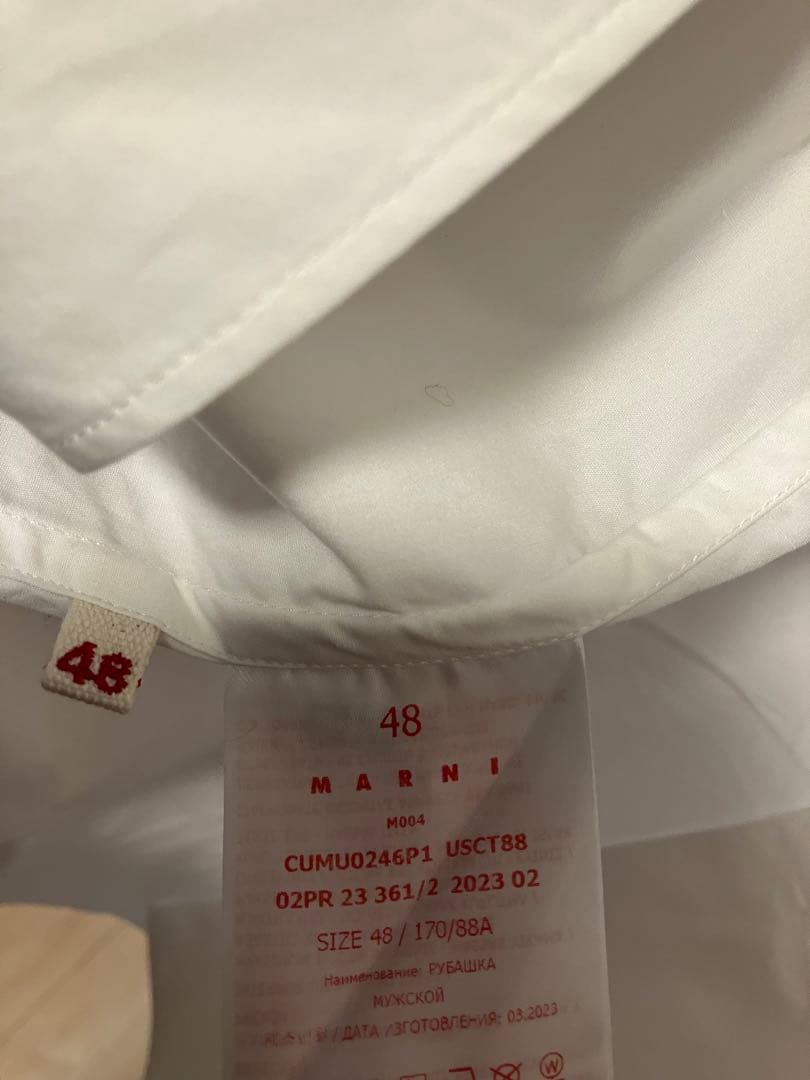 48
48
MARNI
M004
CUMU0246P1 USCT88
02PR 23 361/2 2023 02
SIZE 48 / 170/88A
Наименование: РУБАШКА
МУЖСКОЙ
/ ДАТА ИЗГОТОВЛЕНИЯ: 03.2023
W